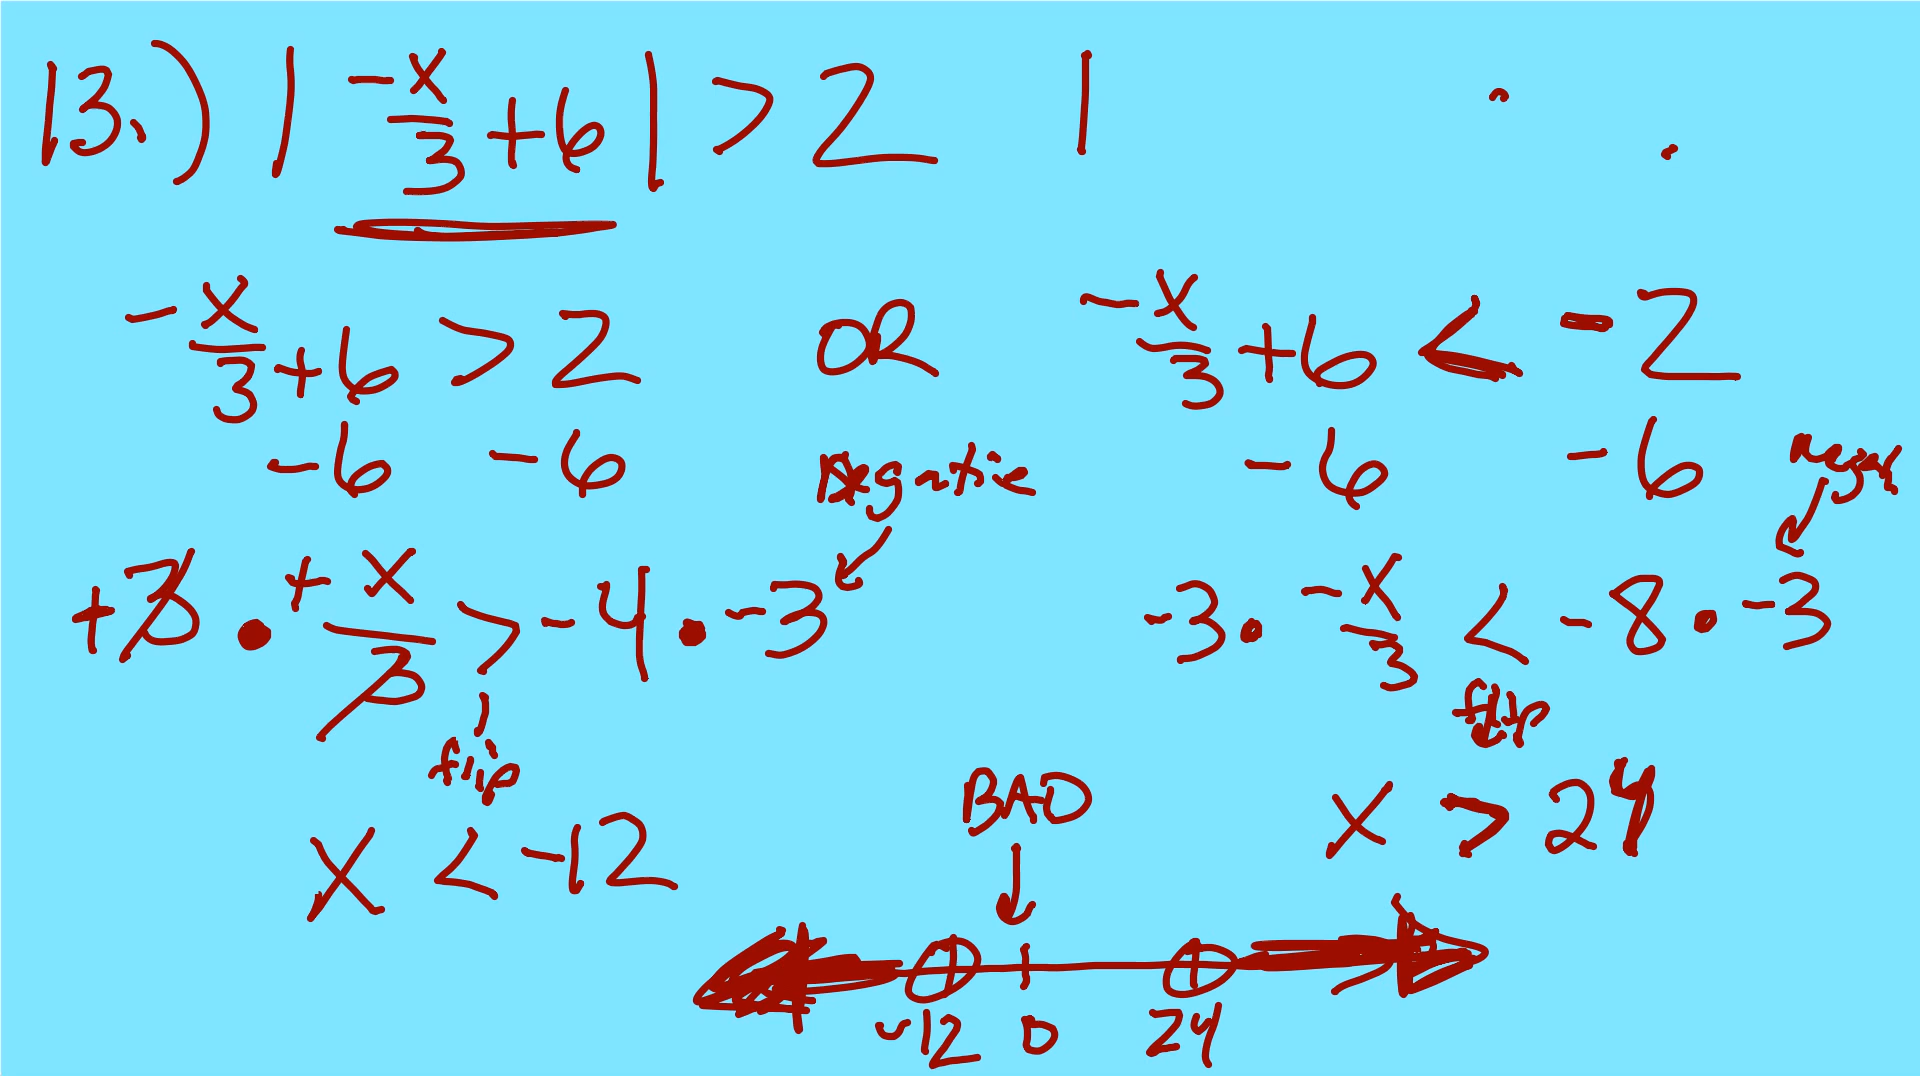 13.) | -x/3 + 6 | > 2 |
-x/3 + 6 > 2 OR -x/3 + 6 < -2
-6 -6 -6 -6
Negative
+3 · +x/3 > -4 · -3 -3 · -x/3 < -8 · -3
flip flip
x < -12 BAD x > 24
-12 0 24